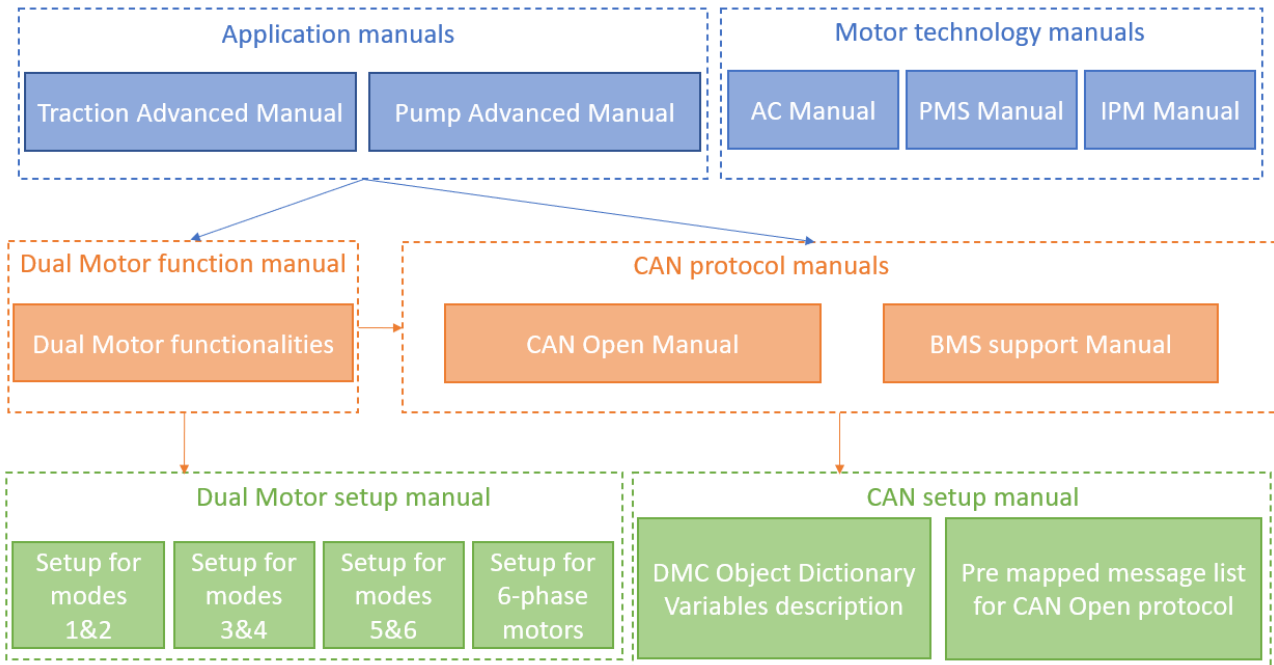 Application manuals
Traction Advanced Manual
Pump Advanced Manual
Motor technology manuals
AC Manual
PMS Manual
IPM Manual
Dual Motor function manual
Dual Motor functionalities
CAN protocol manuals
CAN Open Manual
BMS support Manual
Dual Motor setup manual
Setup for
modes
1&2
Setup for
modes
3&4
Setup for
modes
5&6
Setup for
6-phase
motors
CAN setup manual
DMC Object Dictionary
Variables description
Pre mapped message list
for CAN Open protocol